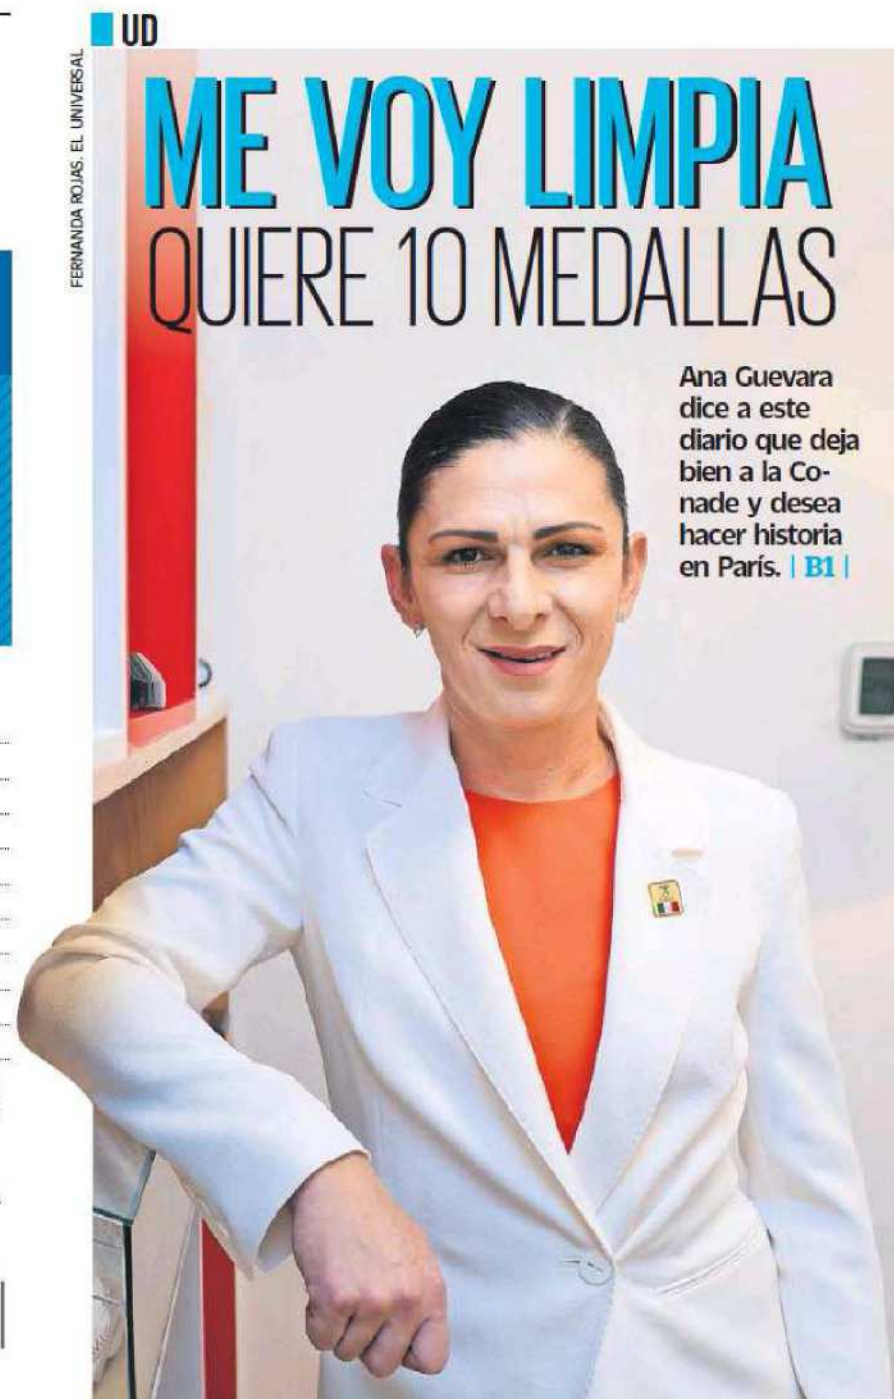 UD
FERNANDA ROJAS. EL UNIVERSAL
ME VOY LIMPIA
QUIERE 10 MEDALLAS
Ana Guevara
dice a este
diario que deja
bien a la Co-
nade y desea
hacer historia
en París. | B1 |